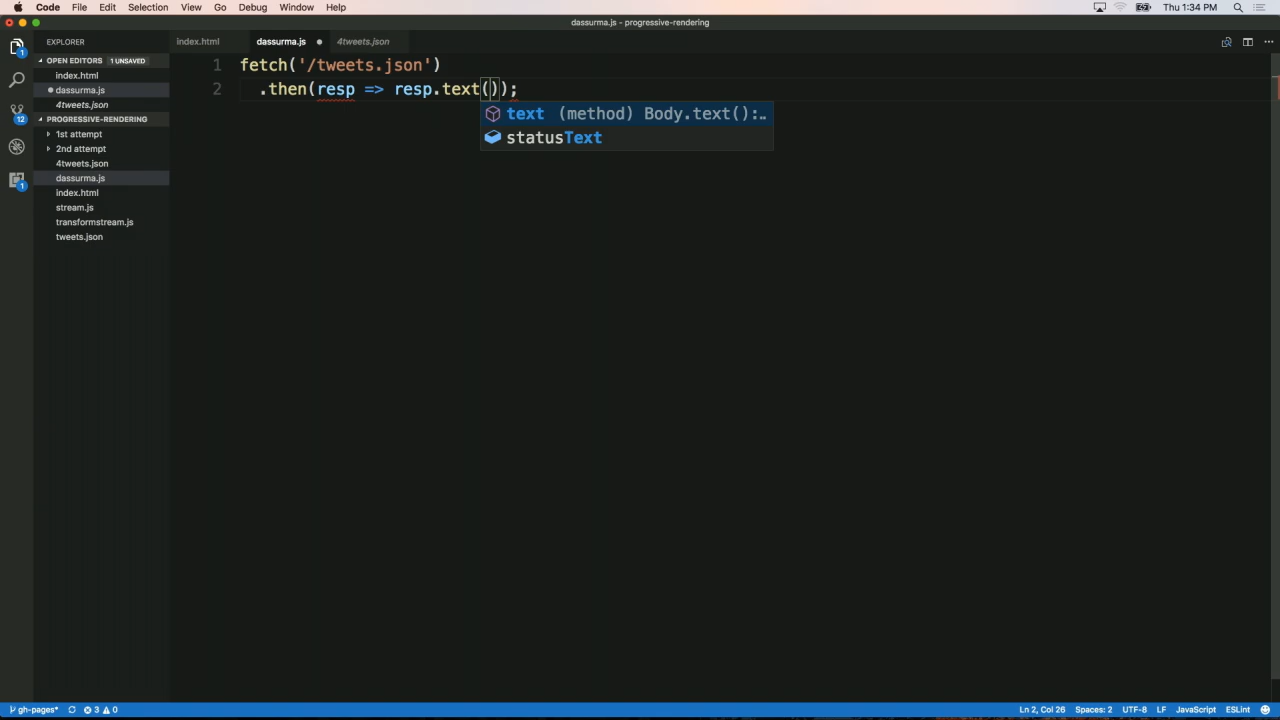 Code File Edit Selection View Go Debug Window Help Thu 1:34 PM
dassurma.js - progressive-rendering
EXPLORER index.html dassurma.js 4tweets.json
OPEN EDITORS 1 UNSAVED
index.html
dassurma.js
4tweets.json
PROGRESSIVE-RENDERING
1st attempt
2nd attempt
4tweets.json
dassurma.js
index.html
stream.js
transformstream.js
tweets.json
1 12 1
1 fetch('/tweets.json')
2 .then(resp => resp.text());
text (method) Body.text():…
statusText
gh-pages* 3 0 Ln 2, Col 26 Spaces: 2 UTF-8 LF JavaScript ESLint